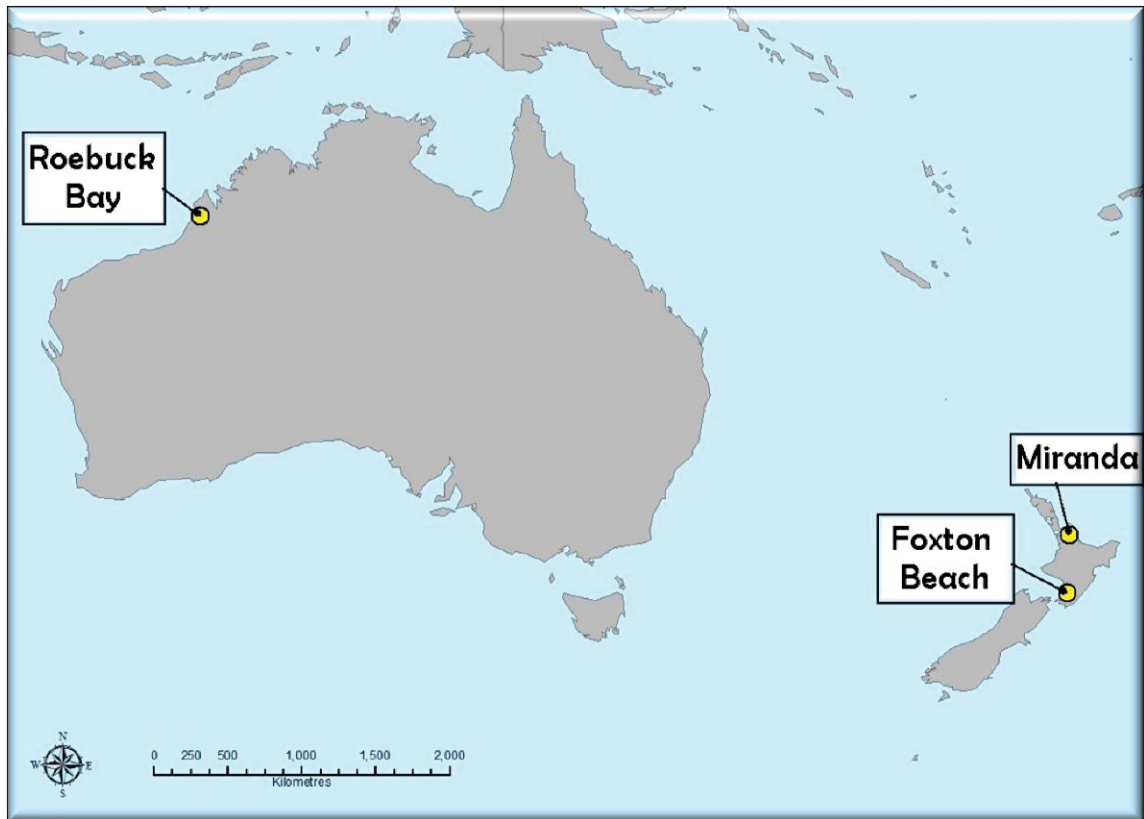 Roebuck
Bay
Miranda
Foxton
Beach
N
W E
S
0 250 500 1,000 1,500 2,000
Kilometres